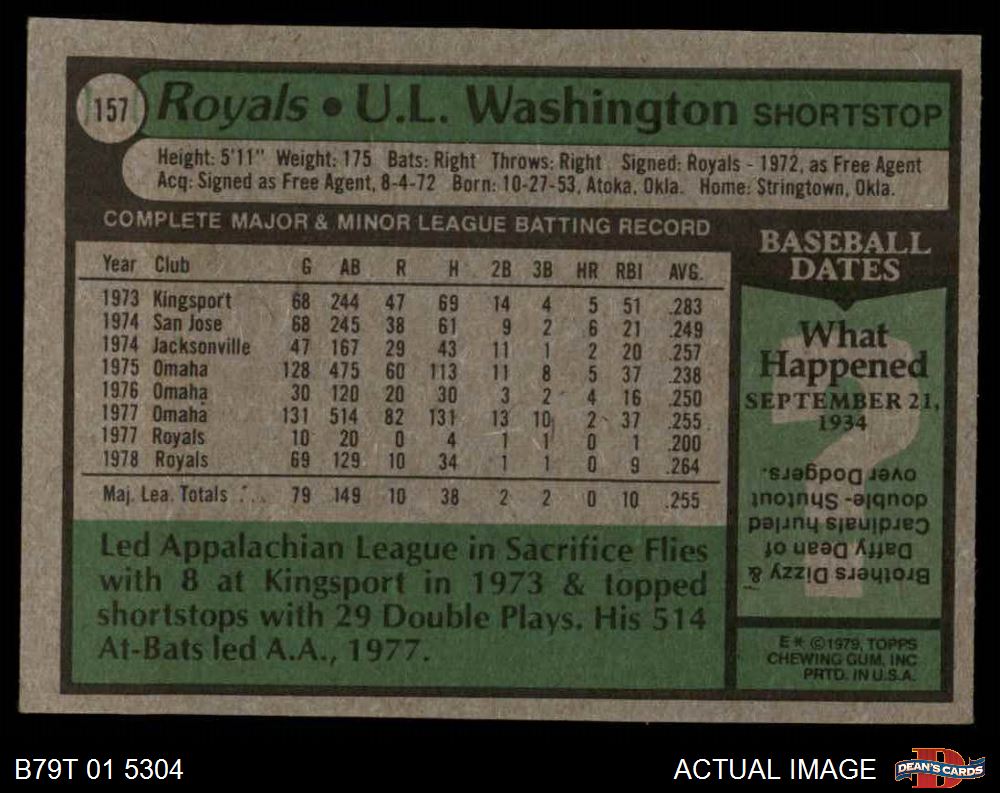 157 Royals • U.L. Washington SHORTSTOP
Height: 5'11" Weight: 175 Bats: Right Throws: Right Signed: Royals - 1972, as Free Agent
Acq: Signed as Free Agent, 8-4-72 Born: 10-27-53, Atoka, Okla. Home: Stringtown, Okla.
COMPLETE MAJOR & MINOR LEAGUE BATTING RECORD
Year Club G AB R H 2B 3B HR RBI AVG.
1973 Kingsport 68 244 47 69 14 4 5 51 .283
1974 San Jose 68 245 38 61 9 2 6 21 .249
1974 Jacksonville 47 167 29 43 11 1 2 20 .257
1975 Omaha 128 475 60 113 11 8 5 37 .238
1976 Omaha 30 120 20 30 3 2 4 16 .250
1977 Omaha 131 514 82 131 13 10 2 37 .255
1977 Royals 10 20 0 4 1 1 0 1 .200
1978 Royals 69 129 10 34 1 1 0 9 .264
Maj. Lea. Totals 79 149 10 38 2 2 0 10 .255
Led Appalachian League in Sacrifice Flies
with 8 at Kingsport in 1973 & topped
shortstops with 29 Double Plays. His 514
At-Bats led A.A., 1977.
BASEBALL
DATES
What
Happened
SEPTEMBER 21,
1934
?
Brothers Dizzy &
Daffy Dean of
Cardinals hurled
double-Shutout
over Dodgers.
E* ©1979, TOPPS
CHEWING GUM, INC
PRTD. IN U.S.A.
B79T 01 5304
ACTUAL IMAGE
D
DEAN'S CARDS